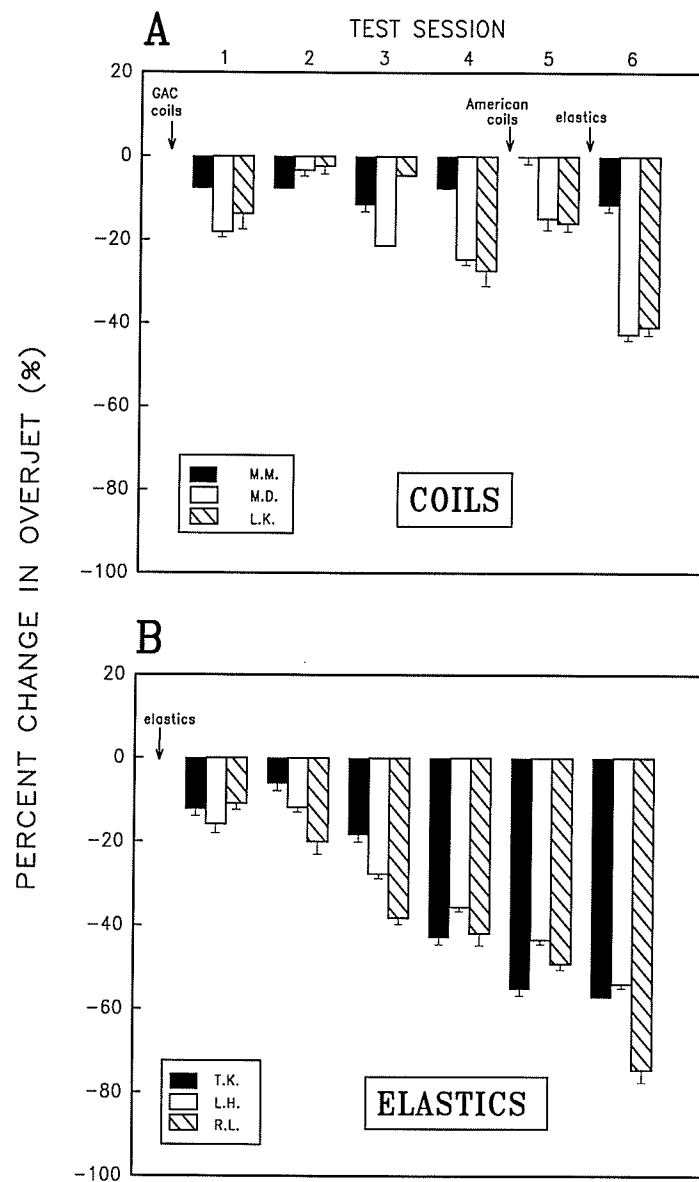 A
TEST SESSION
1 2 3 4 5 6
20
GAC
coils
American
coils
elastics
0
-20
-40
-60
-80
-100
M.M.
M.D.
L.K.
COILS
PERCENT CHANGE IN OVERJET (%)
B
20
elastics
0
-20
-40
-60
-80
-100
T.K.
L.H.
R.L.
ELASTICS